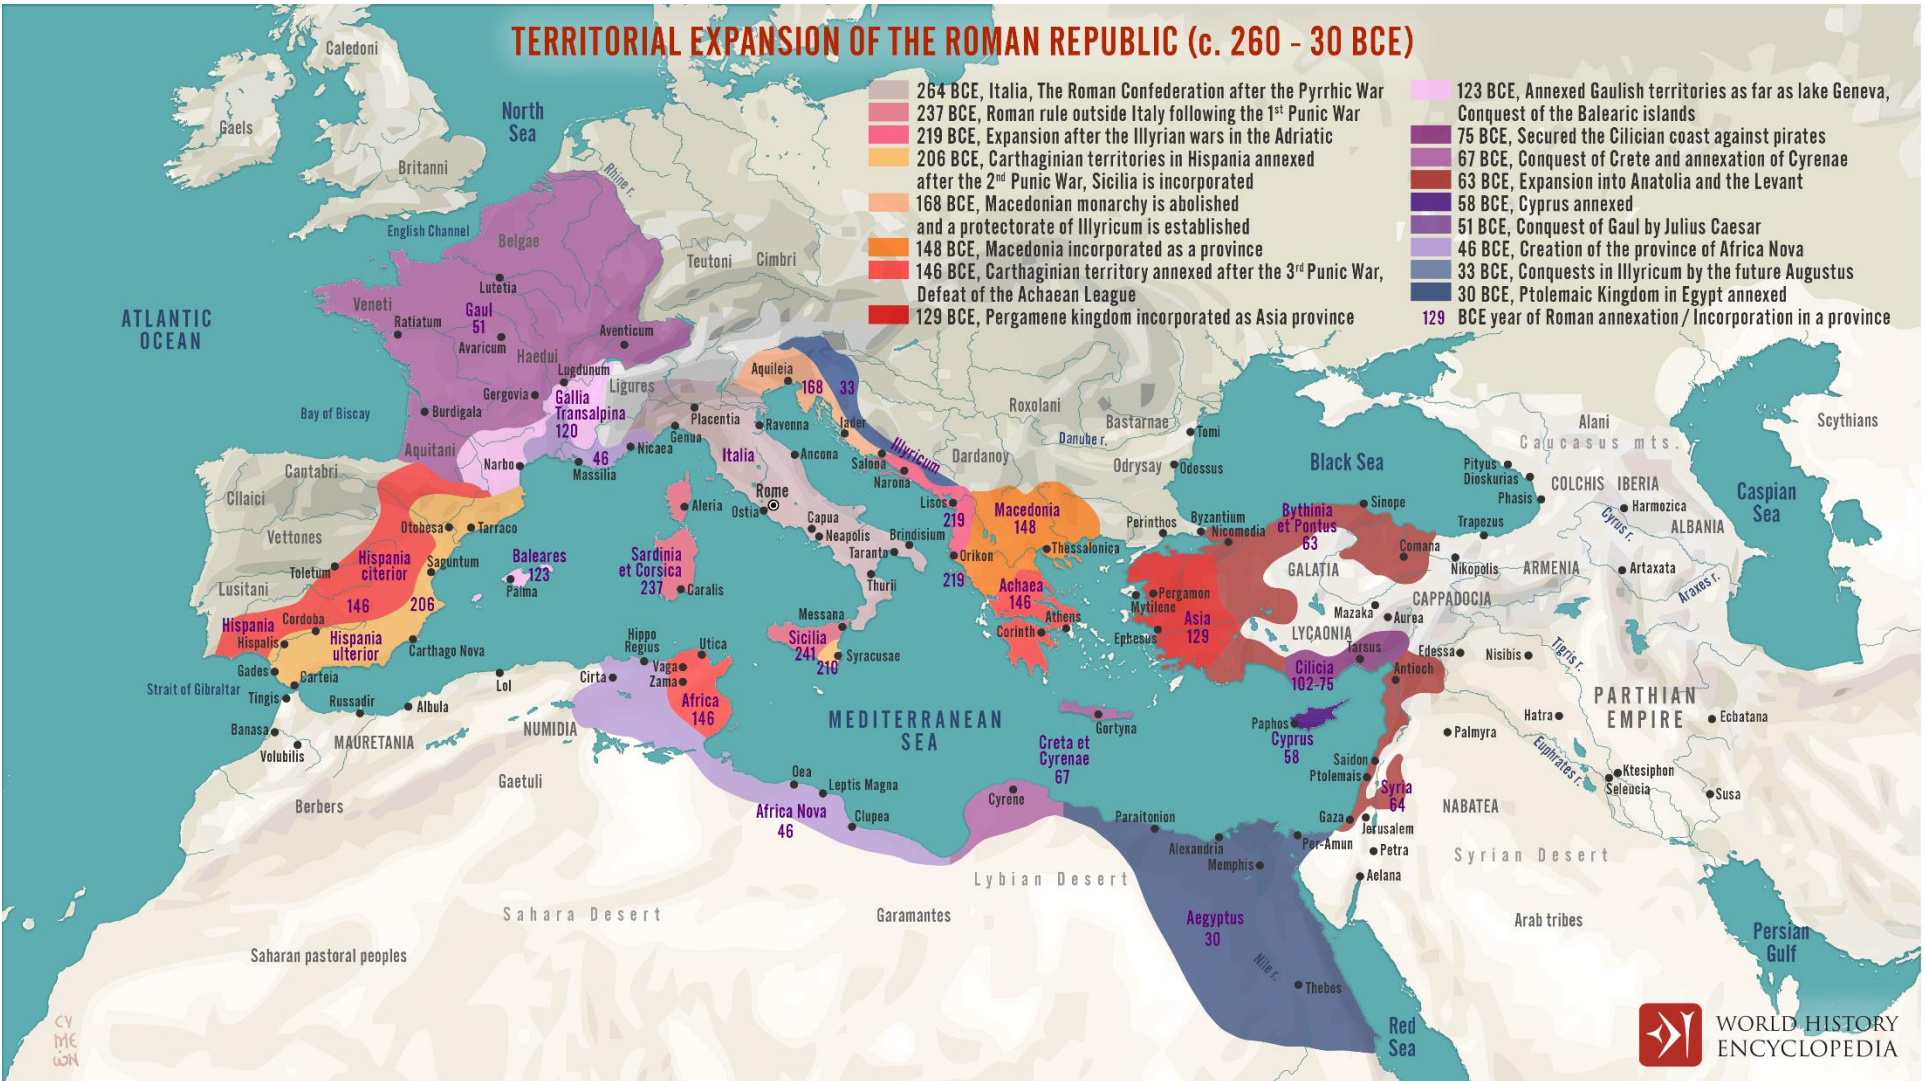 TERRITORIAL EXPANSION OF THE ROMAN REPUBLIC (c. 260 - 30 BCE)
264 BCE, Italia, The Roman Confederation after the Pyrrhic War
237 BCE, Roman rule outside Italy following the 1st Punic War
219 BCE, Expansion after the Illyrian wars in the Adriatic
206 BCE, Carthaginian territories in Hispania annexed
after the 2nd Punic War, Sicilia is incorporated
168 BCE, Macedonian monarchy is abolished
and a protectorate of Illyricum is established
148 BCE, Macedonia incorporated as a province
146 BCE, Carthaginian territory annexed after the 3rd Punic War,
Defeat of the Achaean League
129 BCE, Pergamene kingdom incorporated as Asia province
123 BCE, Annexed Gaulish territories as far as lake Geneva,
Conquest of the Balearic islands
75 BCE, Secured the Cilician coast against pirates
67 BCE, Conquest of Crete and annexation of Cyrenae
63 BCE, Expansion into Anatolia and the Levant
58 BCE, Cyprus annexed
51 BCE, Conquest of Gaul by Julius Caesar
46 BCE, Creation of the province of Africa Nova
33 BCE, Conquests in Illyricum by the future Augustus
30 BCE, Ptolemaic Kingdom in Egypt annexed
129 BCE year of Roman annexation / Incorporation in a province
Caledoni
Gaels
Britanni
North
Sea
Rhine r.
English Channel
Belgae
Teutoni
Cimbri
ATLANTIC
OCEAN
Veneti
Lutetia
Gaul
51
Ratiatum
Avaricum
Aventicum
Haedui
Lugdunum
Ligures
Gergovia
Gallia
Transalpina
120
Bay of Biscay
Burdigala
Aquitani
Narbo
46
Massilia
Nicaea
Genua
Placentia
Aquileia
168
33
Ravenna
Iader
Ancona
Italia
Salona
Narona
Illyricum
Dardanoy
Roxolani
Bastarnae
Danube r.
Tomi
Odrysay
Odessus
Black Sea
Alani
Caucasus mts.
Scythians
Pityus
Dioskurias
Phasis
COLCHIS
IBERIA
Harmozica
Cyrus r.
ALBANIA
Caspian
Sea
Trapezus
Cantabri
Cllaici
Vettones
Lusitani
Otobesa
Tarraco
Hispania
citerior
Toletum
Saguntum
146
206
Hispania
Cordoba
Hispalis
Hispania
ulterior
Carthago Nova
Gades
Carteia
Strait of Gibraltar
Tingis
Baleares
123
Palma
Aleria
Sardinia
et Corsica
237
Caralis
Rome
Ostia
Capua
Neapolis
Brindisium
Taranto
Thurii
Messana
Sicilia
241
210
Syracusae
Lisos
219
Orikon
219
Macedonia
148
Thessalonica
Achaea
146
Athens
Corinth
Perinthos
Byzantium
Nicomedia
Bythinia
et Pontus
63
Sinope
Comana
Nikopolis
GALATIA
ARMENIA
Artaxata
Araxes r.
CAPPADOCIA
Mazaka
Aurea
Pergamon
Mytilene
Ephesus
Asia
129
LYÇAONIA
Tarsus
Cilicia
102-75
Edessa
Nisibis
Antioch
Tigris r.
PARTHIAN
EMPIRE
Hatra
Ecbatana
Palmyra
Euphrates r.
Ktesiphon
Seleucia
Susa
Paphos
Cyprus
58
Saidon
Ptolemais
Syria
64
NABATEA
Gaza
Jerusalem
Petra
Aelana
Per-Amun
Syrian Desert
Arab tribes
Persian
Gulf
Banasa
Volubilis
Russadir
MAURETANIA
Albula
Lol
Hippo
Regius
Utica
Vaga
Zama
Cirta
Africa
146
NUMIDIA
Gaetuli
Berbers
MEDITERRANEAN
SEA
Gortyna
Creta et
Cyrenae
67
Cyrene
Oea
Leptis Magna
Africa Nova
46
Clupea
Paraitonion
Alexandria
Memphis
Lybian Desert
Sahara Desert
Garamantes
Saharan pastoral peoples
Aegyptus
30
Nile r.
Thebes
Red
Sea
CY
ME
ώN
WORLD HISTORY
ENCYCLOPEDIA